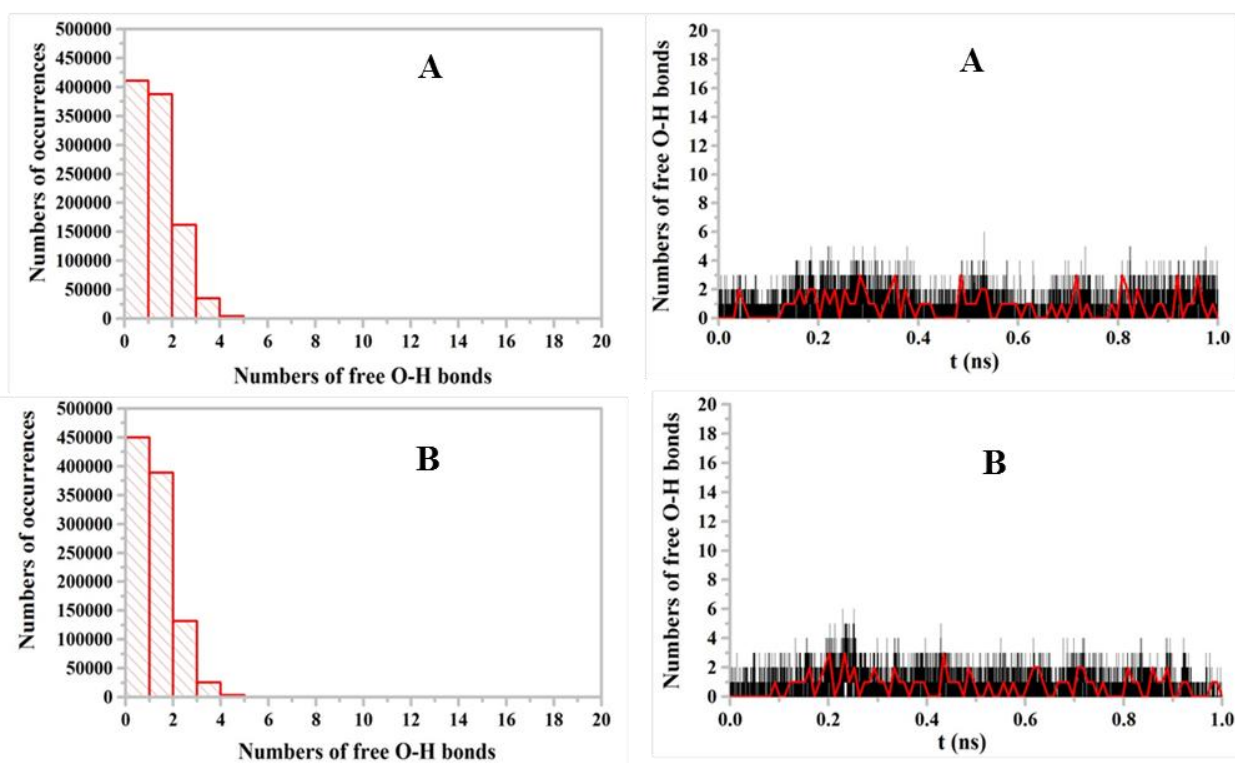 Numbers of occurrences
500000
450000
400000
350000
300000
250000
200000
150000
100000
50000
0
A
0 2 4 6 8 10 12 14 16 18 20
Numbers of free O-H bonds
Numbers of free O-H bonds
20
18
16
14
12
10
8
6
4
2
0
A
0.0 0.2 0.4 0.6 0.8 1.0
t (ns)
Numbers of occurrences
500000
450000
400000
350000
300000
250000
200000
150000
100000
50000
0
B
0 2 4 6 8 10 12 14 16 18 20
Numbers of free O-H bonds
Numbers of free O-H bonds
20
18
16
14
12
10
8
6
4
2
0
B
0.0 0.2 0.4 0.6 0.8 1.0
t (ns)